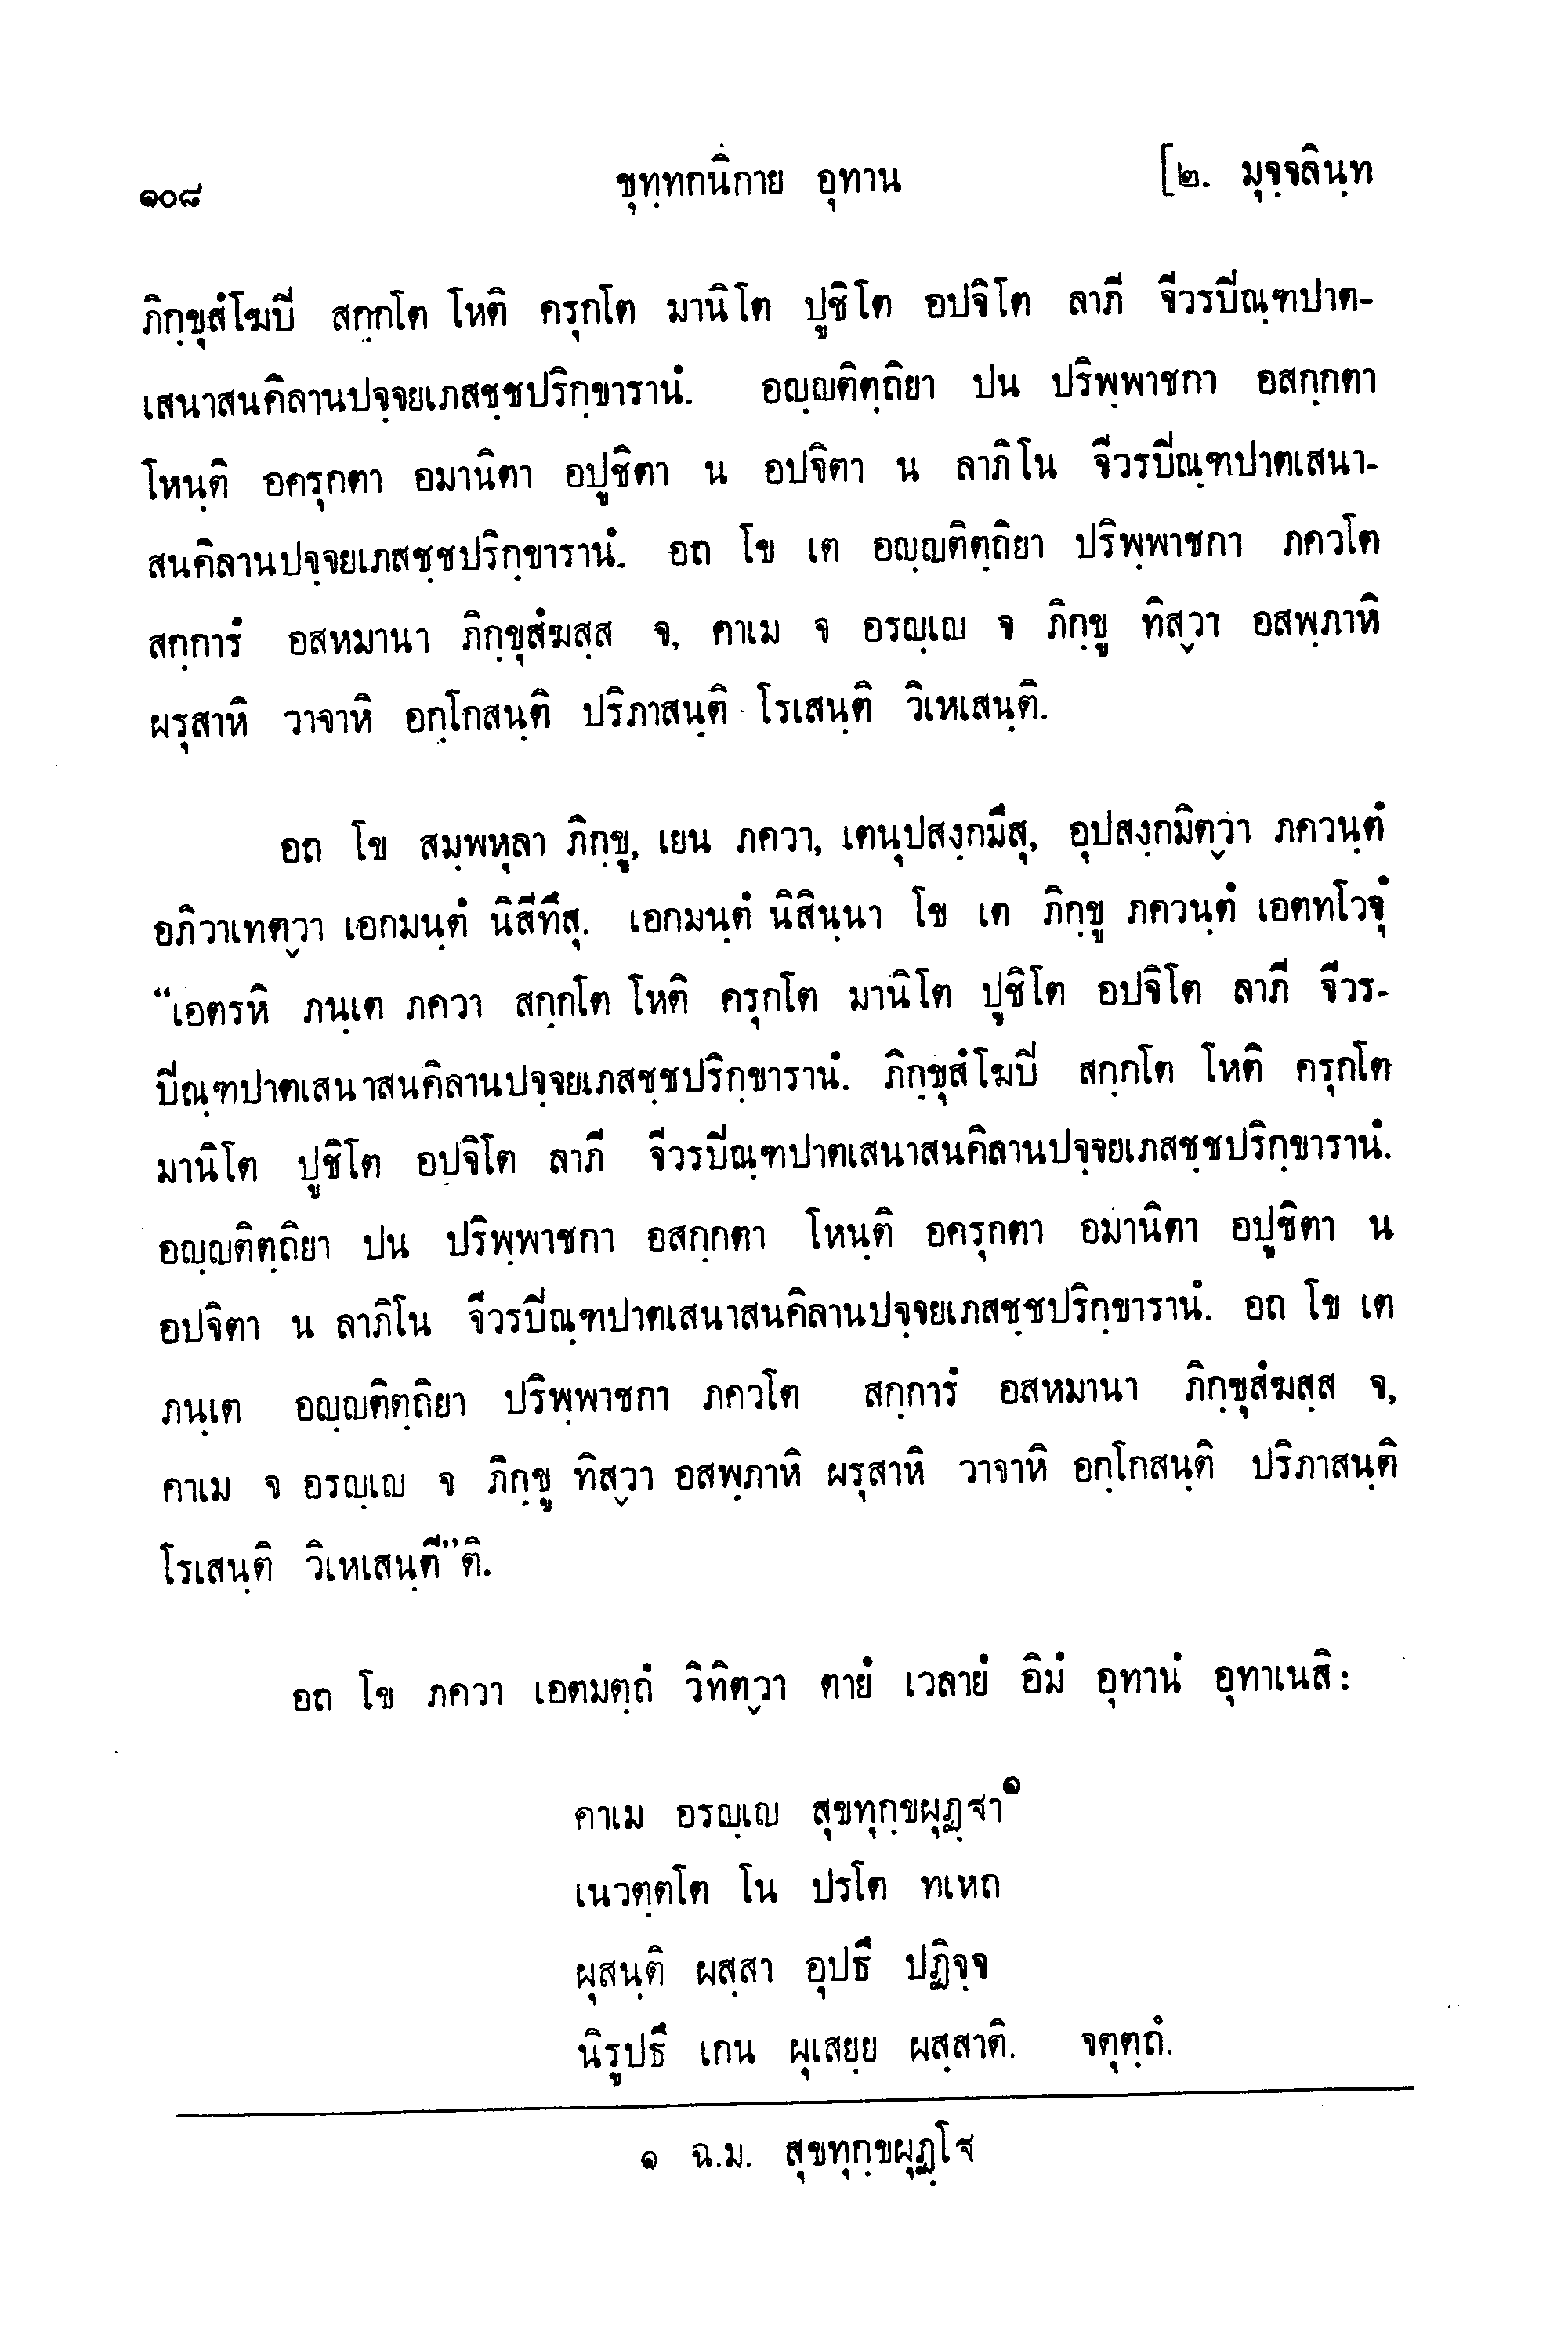 ๑๐๘ ขุทฺทกนิกาย อุทาน [๒. มุจฺจลินฺท
ภิกฺขุสํโฆปี สกฺกโต โหติ ครุกโต มานิโต ปูชิโต อปจิโต ลาภี จีวรปีณฺฑปาต-
เสนาสนคิลานปจฺจยเภสชฺชปริกฺขารานํ. อญฺญติตฺถิยา ปน ปริพฺพาชกา อสกฺกตา
โหนฺติ อครุกตา อมานิตา อปูชิตา น อปจิตา น ลาภิโน จีวรปีณฺฑปาตเสนา-
สนคิลานปจฺจยเภสชฺชปริกฺขารานํ. อถ โข เต อญฺญติตฺถิยา ปริพฺพาชกา ภควโต
สกฺการํ อสหมานา ภิกฺขุสํฆสฺส จ, คาเม จ อรญฺเญ จ ภิกฺขู ทิสฺวา อสพฺภาหิ
ผรุสาหิ วาจาหิ อกฺโกสนฺติ ปริภาสนฺติ โรเสนฺติ วิเหเสนฺติ.
อถ โข สมฺพหุลา ภิกฺขู, เยน ภควา, เตนุปสงฺกมึสุ, อุปสงฺกมิตฺวา ภควนฺตํ
อภิวาเทตฺวา เอกมนฺตํ นิสีทึสุ. เอกมนฺตํ นิสินฺนา โข เต ภิกฺขู ภควนฺตํ เอตทโวจุํ
“เอตรหิ ภนฺเต ภควา สกฺกโต โหติ ครุกโต มานิโต ปูชิโต อปจิโต ลาภี จีวร-
ปีณฺฑปาตเสนาสนคิลานปจฺจยเภสชฺชปริกฺขารานํ. ภิกฺขุสํโฆปี สกฺกโต โหติ ครุกโต
มานิโต ปูชิโต อปจิโต ลาภี จีวรปีณฺฑปาตเสนาสนคิลานปจฺจยเภสชฺชปริกฺขารานํ.
อญฺญติตฺถิยา ปน ปริพฺพาชกา อสกฺกตา โหนฺติ อครุกตา อมานิตา อปูชิตา น
อปจิตา น ลาภิโน จีวรปีณฺฑปาตเสนาสนคิลานปจฺจยเภสชฺชปริกฺขารานํ. อถ โข เต
ภนฺเต อญฺญติตฺถิยา ปริพฺพาชกา ภควโต สกฺการํ อสหมานา ภิกฺขุสํฆสฺส จ,
คาเม จ อรญฺเญ จ ภิกฺขู ทิสฺวา อสพฺภาหิ ผรุสาหิ วาจาหิ อกฺโกสนฺติ ปริภาสนฺติ
โรเสนฺติ วิเหเสนฺตี”ติ.
อถ โข ภควา เอตมตฺถํ วิทิตฺวา ตายํ เวลายํ อิมํ อุทานํ อุทาเนสิ:
คาเม อรญฺเญ สุขทุกฺขผุฏฺฐา๑
เนวตฺตโต โน ปรโต ทเหถ
ผุสนฺติ ผสฺสา อุปธึ ปฏิจฺจ
นิรูปธึ เกน ผุเสยฺย ผสฺสาติ. จตุตฺถํ.
๑ ฉ.ม. สุขทุกฺขผุฏฺโฐ